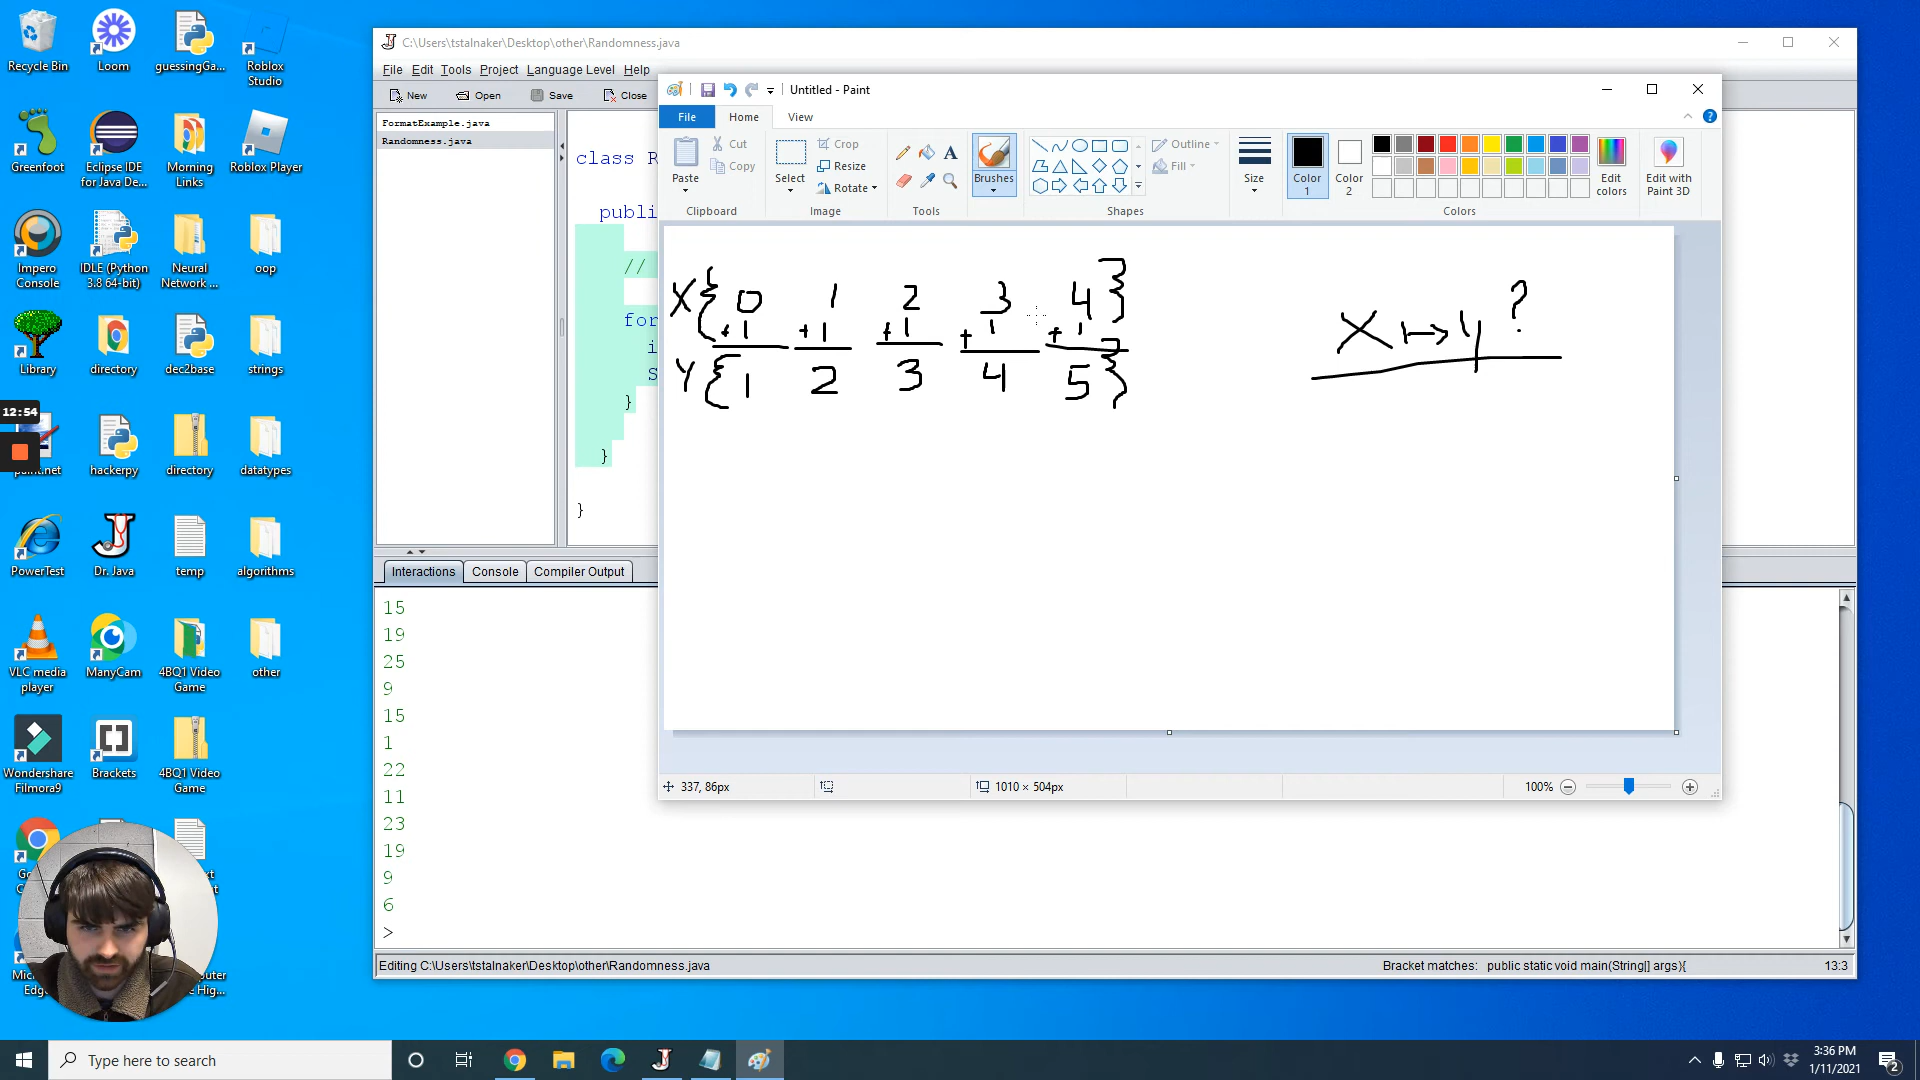 Recycle Bin
Loom
guessingGa...
Roblox
Studio
Greenfoot
Eclipse IDE
for Java De...
Morning
Links
Roblox Player
Impero
Console
IDLE (Python
3.8 64-bit)
Neural
Network ...
oop
Library
directory
dec2base
strings
12:54
paint.net
hackerpy
directory
datatypes
PowerTest
Dr. Java
temp
algorithms
VLC media
player
ManyCam
4BQ1 Video
Game
other
Wondershare
Filmora9
Brackets
4BQ1 Video
Game
C:\Users\tstalnaker\Desktop\other\Randomness.java
File Edit Tools Project Language Level Help
New Open Save Close
FormatExample.java
Randomness.java
class R
publi
//
for
i
S
}
}
}
Untitled - Paint
File Home View
Paste
Cut
Copy
Clipboard
Select
Crop
Resize
Rotate
Image
Tools
Brushes
Shapes
Outline
Fill
Size
Color
1
Color
2
Edit
colors
Colors
Edit with
Paint 3D
X{ 0 1 2 3 4 }
+1 +1 +1 +1 +1
Y{ 1 2 3 4 5 }
X↦y ?
337, 86px
1010 × 504px
100%
Interactions Console Compiler Output
15
19
25
9
15
1
22
11
23
19
9
6
>
Editing C:\Users\tstalnaker\Desktop\other\Randomness.java
Bracket matches: public static void main(String[] args){
13:3
Type here to search
3:36 PM
1/11/2021
2